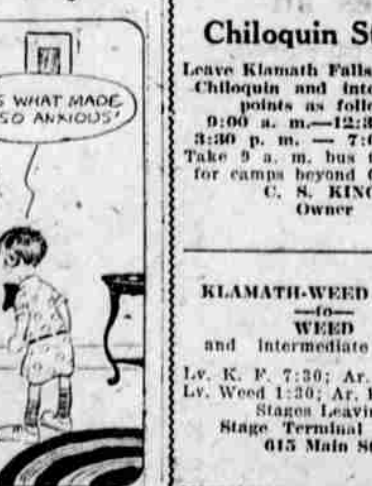 S WHAT MADE
SO ANXIOUS'
Chiloquin St
Leave Klamath Falls
Chiloquin and inte
points as follo
9:00 a. m.—12:3
3:30 p. m. — 7:0
Take 9 a. m. bus t
for camps beyond C
C. S. KING
Owner
KLAMATH-WEED
—to—
WEED
and intermediate
Lv. K. F. 7:30; Ar.
Lv. Weed 1:30; Ar. K
Stages Leavin
Stage Terminal
615 Main St